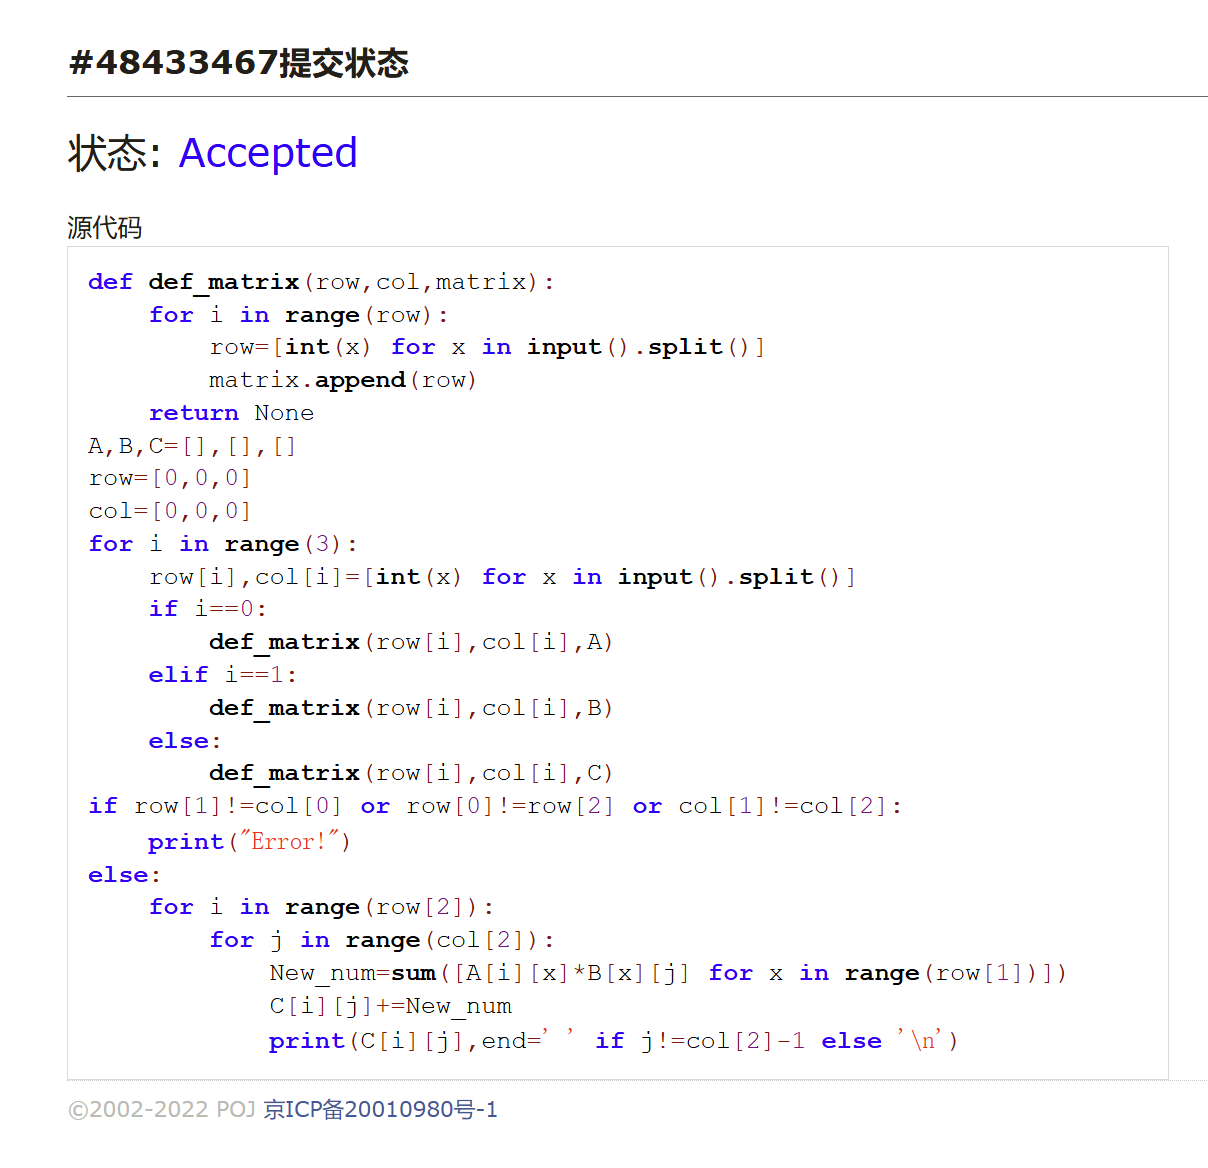 #48433467提交状态
状态: Accepted
源代码
def def_matrix(row,col,matrix):
    for i in range(row):
        row=[int(x) for x in input().split()]
        matrix.append(row)
    return None
A,B,C=[],[],[]
row=[0,0,0]
col=[0,0,0]
for i in range(3):
    row[i],col[i]=[int(x) for x in input().split()]
    if i==0:
        def_matrix(row[i],col[i],A)
    elif i==1:
        def_matrix(row[i],col[i],B)
    else:
        def_matrix(row[i],col[i],C)
if row[1]!=col[0] or row[0]!=row[2] or col[1]!=col[2]:
    print("Error!")
else:
    for i in range(row[2]):
        for j in range(col[2]):
            New_num=sum([A[i][x]*B[x][j] for x in range(row[1])])
            C[i][j]+=New_num
            print(C[i][j],end=' ' if j!=col[2]-1 else '\n')
©2002-2022 POJ 京ICP备20010980号-1